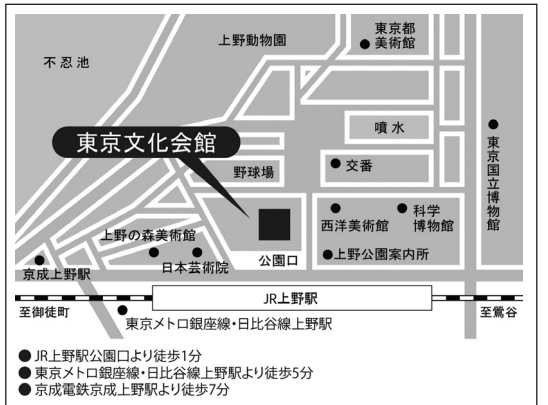 上野動物園
東京都
美術館
不忍池
噴水
東京文化会館
交番
東京国立博物館
野球場
西洋美術館
科学
博物館
上野の森美術館
日本芸術院
公園口
上野公園案内所
京成上野駅
JR上野駅
至御徒町
至鶯谷
東京メトロ銀座線・日比谷線上野駅
●JR上野駅公園口より徒歩1分
●東京メトロ銀座線・日比谷線上野駅より徒歩5分
●京成電鉄京成上野駅より徒歩7分